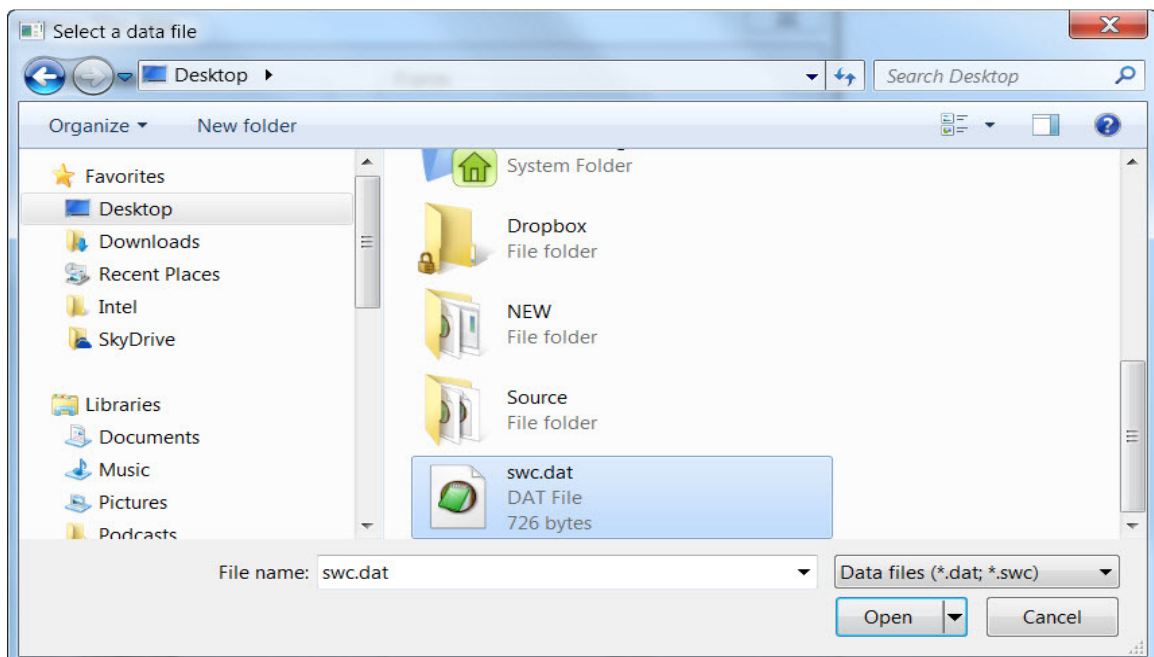 Select a data file
Desktop
Search Desktop
Organize
New folder
Favorites
Desktop
Downloads
Recent Places
Intel
SkyDrive
Libraries
Documents
Music
Pictures
Podcasts
System Folder
Dropbox
File folder
NEW
File folder
Source
File folder
swc.dat
DAT File
726 bytes
File name: swc.dat
Data files (*.dat; *.swc)
Open
Cancel